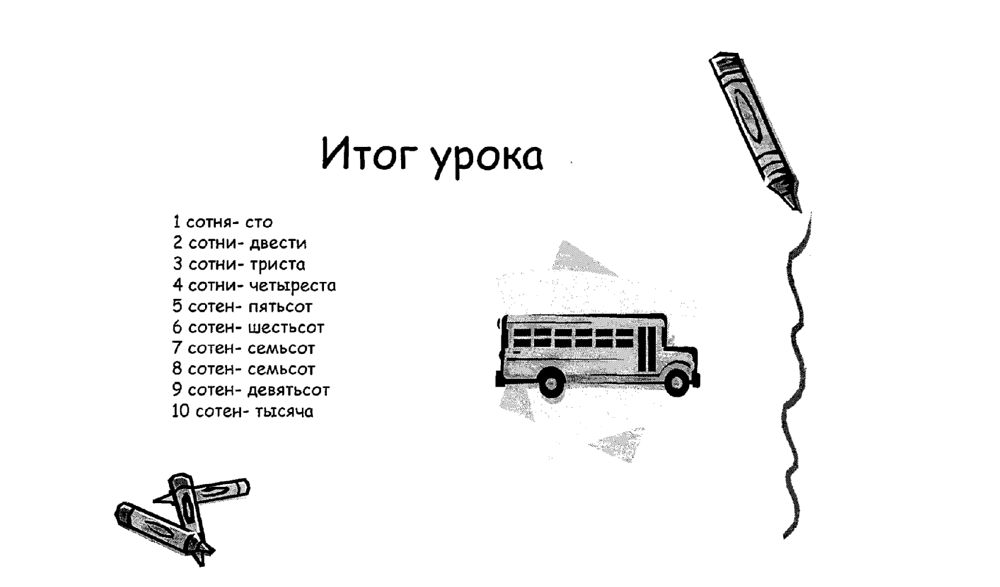 Итог урока
1 сотня- сто
2 сотни- двести
3 сотни- триста
4 сотни- четыреста
5 сотен- пятьсот
6 сотен- шестьсот
7 сотен- семьсот
8 сотен- семьсот
9 сотен- девятьсот
10 сотен- тысяча